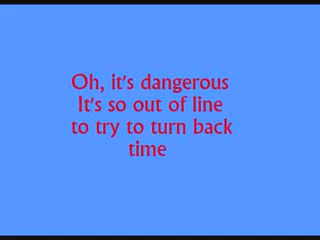 Oh, it's dangerous
It's so out of line
to try to turn back
time